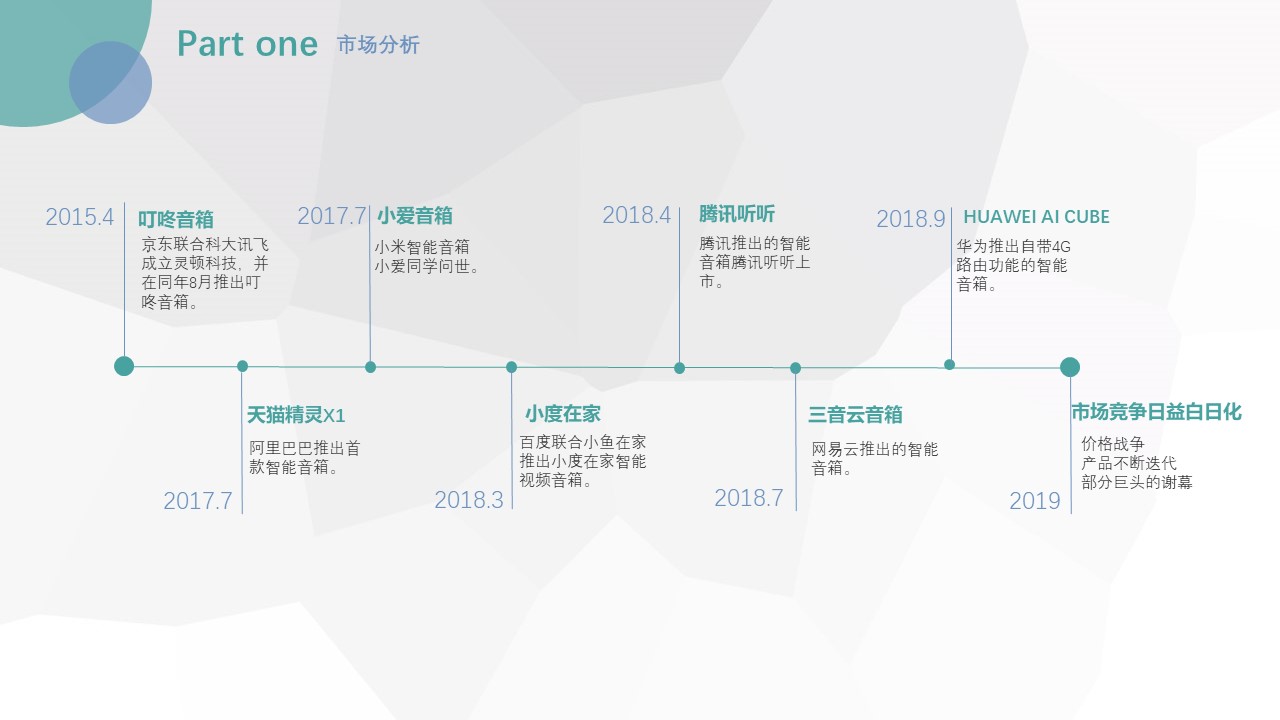 Part one 市场分析
2015.4
叮咚音箱
京东联合科大讯飞
成立灵顿科技，并
在同年8月推出叮
咚音箱。
2017.7
小爱音箱
小米智能音箱
小爱同学问世。
2018.4
腾讯听听
腾讯推出的智能
音箱腾讯听听上
市。
2018.9
HUAWEI AI CUBE
华为推出自带4G
路由功能的智能
音箱。
天猫精灵X1
阿里巴巴推出首
款智能音箱。
2017.7
小度在家
百度联合小鱼在家
推出小度在家智能
视频音箱。
2018.3
三音云音箱
网易云推出的智能
音箱。
2018.7
市场竞争日益白日化
价格战争
产品不断迭代
部分巨头的谢幕
2019